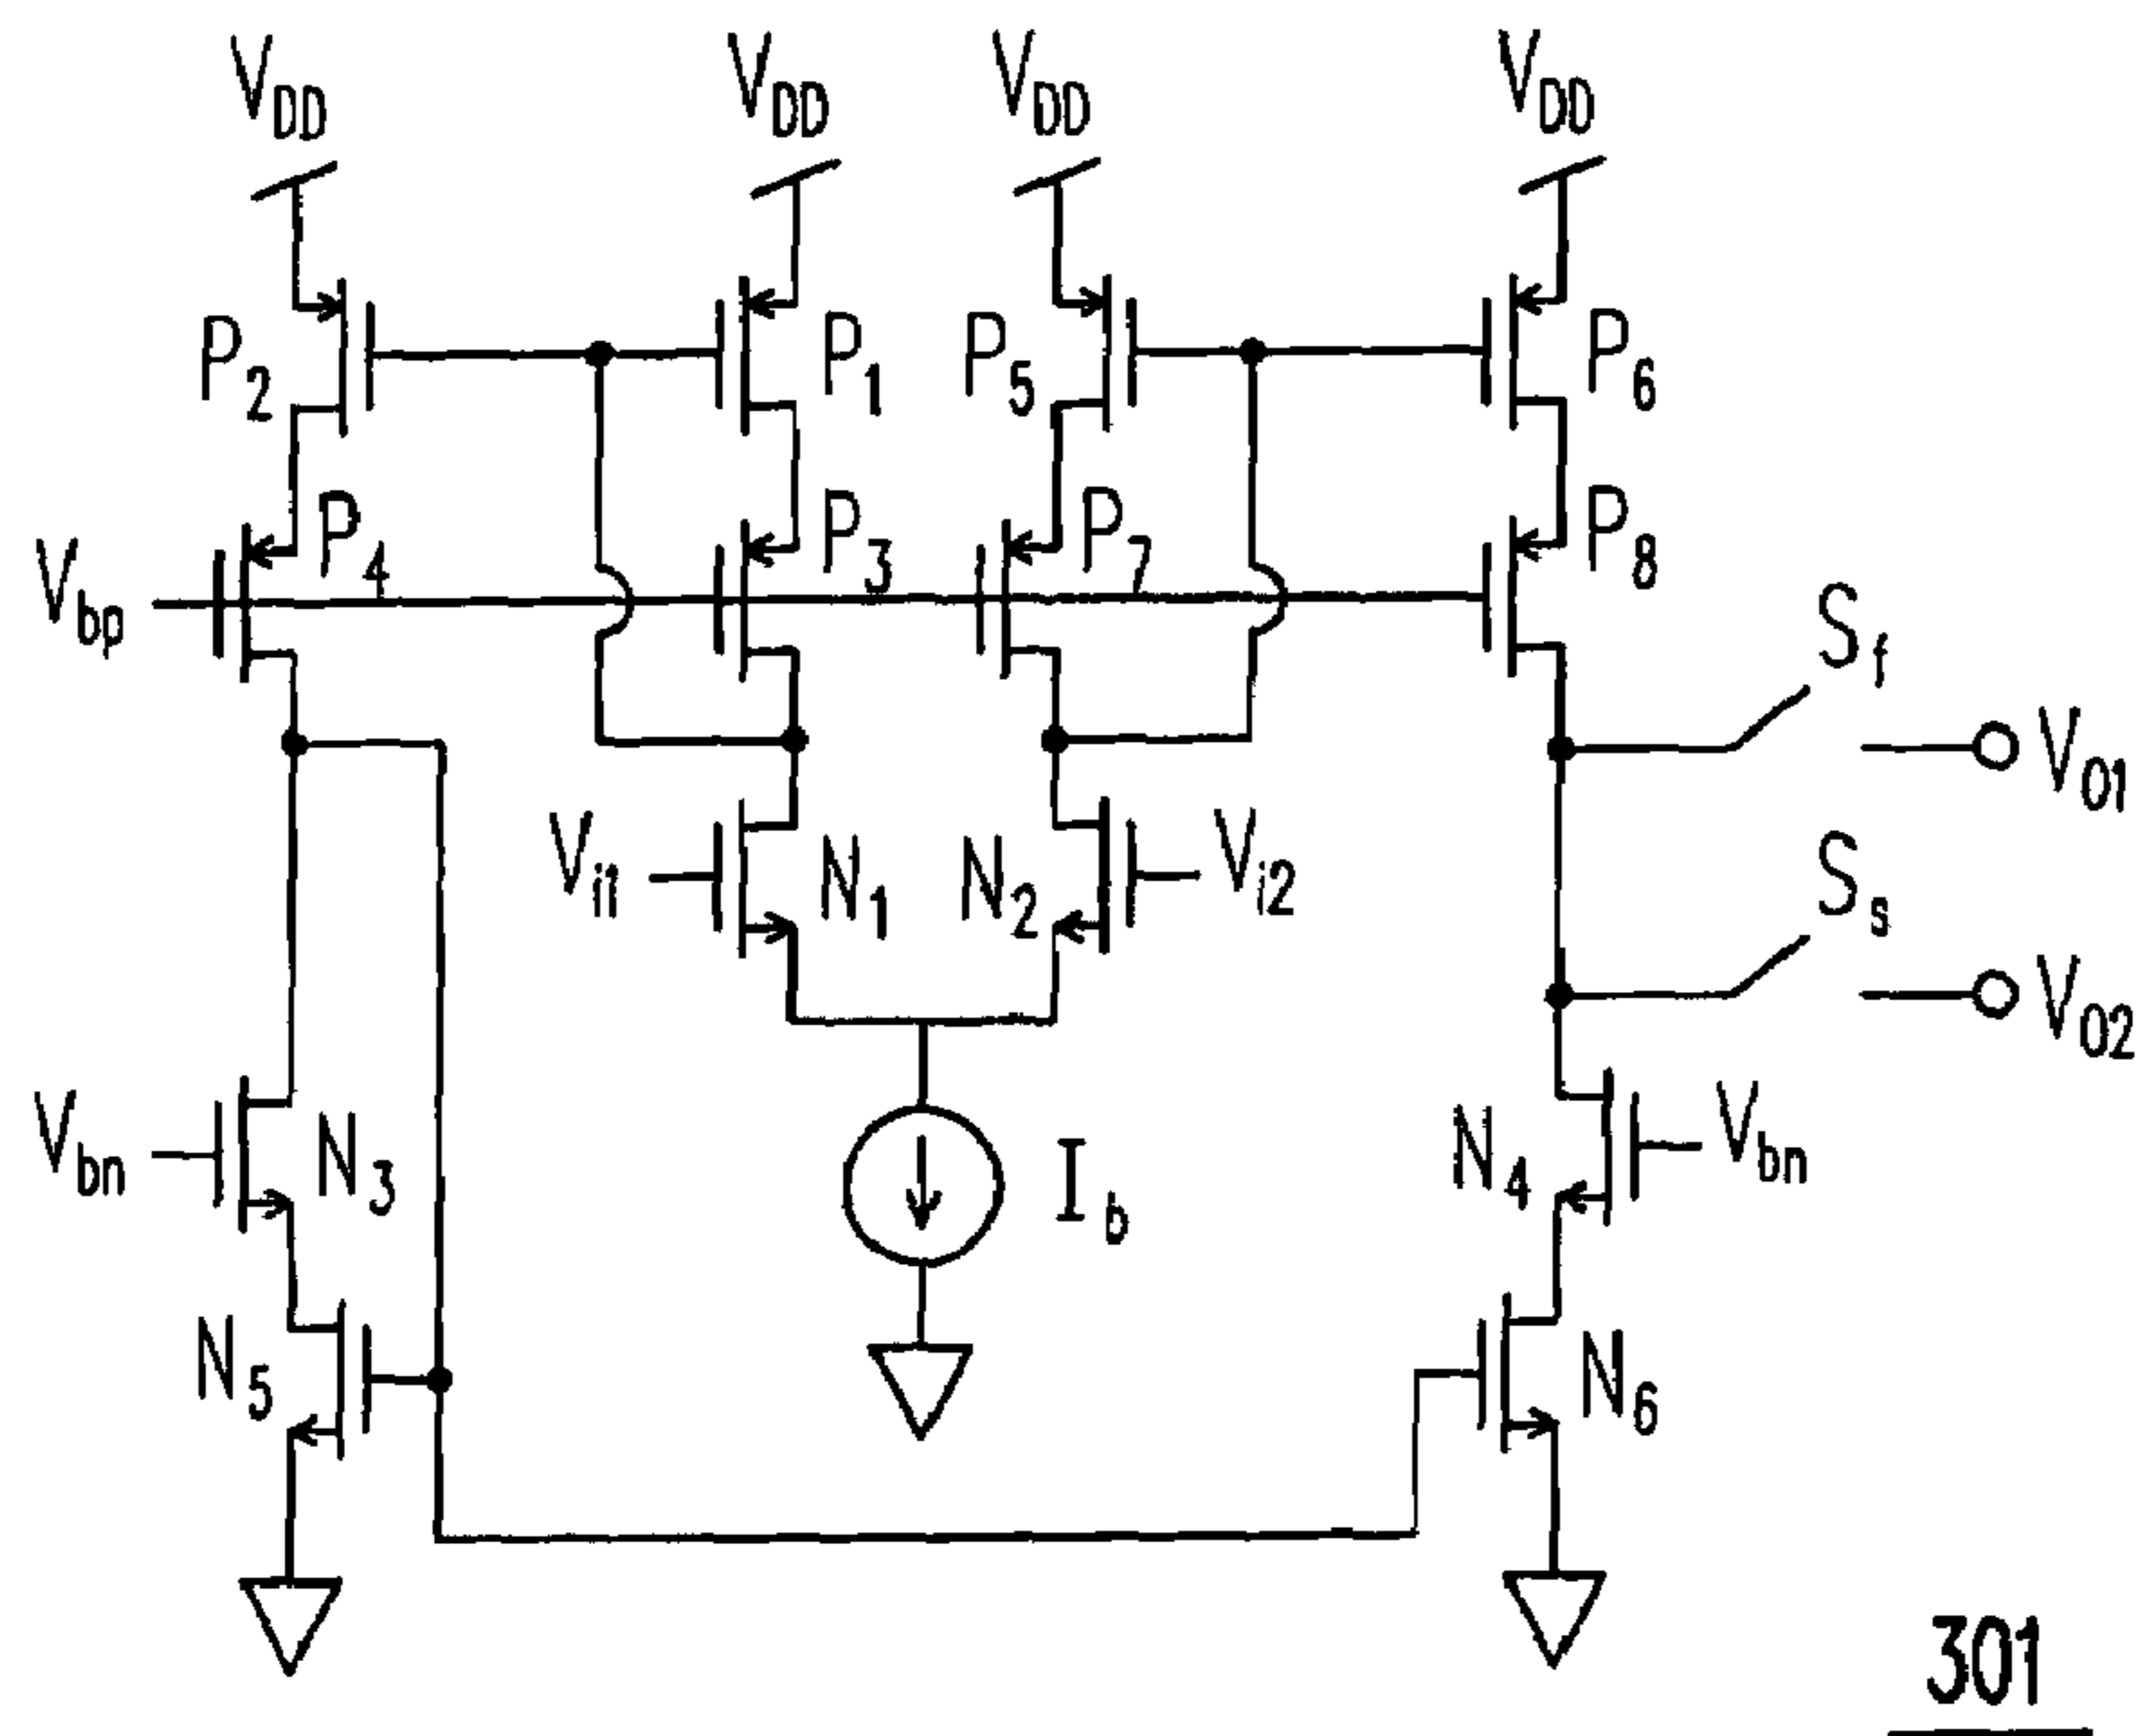 VDD VDD VDD VDD
P2 P1 P5 P6
P4 P3 P7 P8
Vbp
Sf
VO1
Vi1 N1 N2 Vi2
Ss
VO2
Vbn N3 Ib N4 Vbn
N5 N6
301